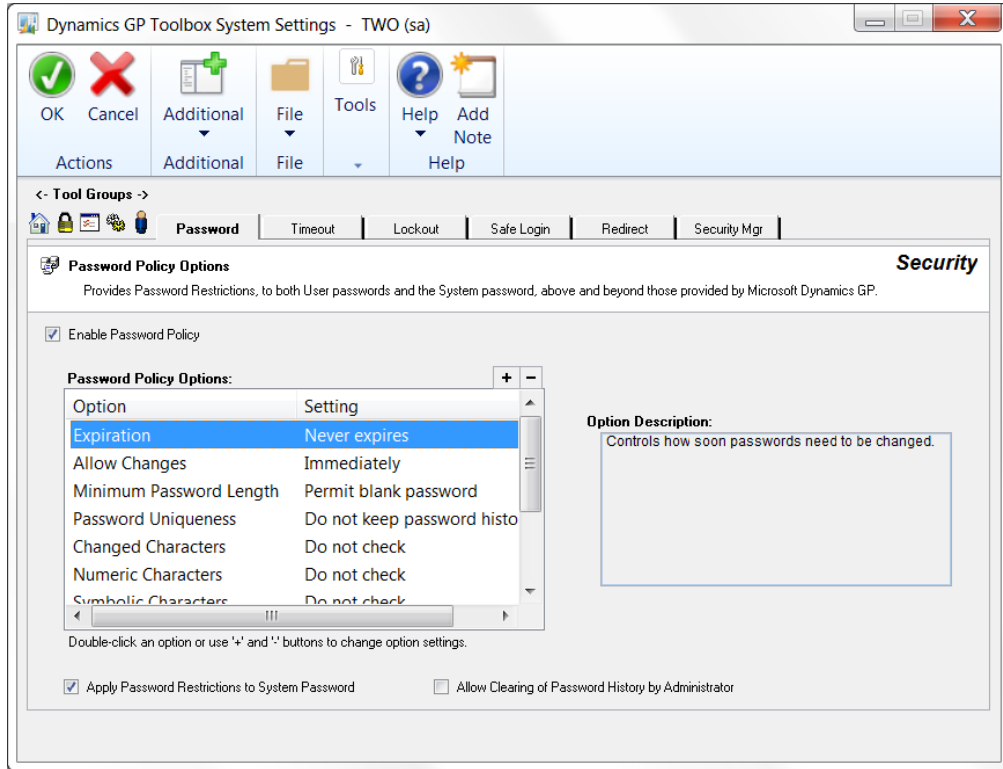 Dynamics GP Toolbox System Settings - TWO (sa)
OK Cancel Additional File Tools Help Add Note
Actions Additional File Help
<- Tool Groups ->
Password Timeout Lockout Safe Login Redirect Security Mgr
Password Policy Options Security
Provides Password Restrictions, to both User passwords and the System password, above and beyond those provided by Microsoft Dynamics GP.
Enable Password Policy
Password Policy Options: + -
Option Setting
Option Description:
Expiration Never expires
Controls how soon passwords need to be changed.
Allow Changes Immediately
Minimum Password Length Permit blank password
Password Uniqueness Do not keep password histo
Changed Characters Do not check
Numeric Characters Do not check
Symbolic Characters Do not check
Double-click an option or use '+' and '-' buttons to change option settings.
Apply Password Restrictions to System Password Allow Clearing of Password History by Administrator